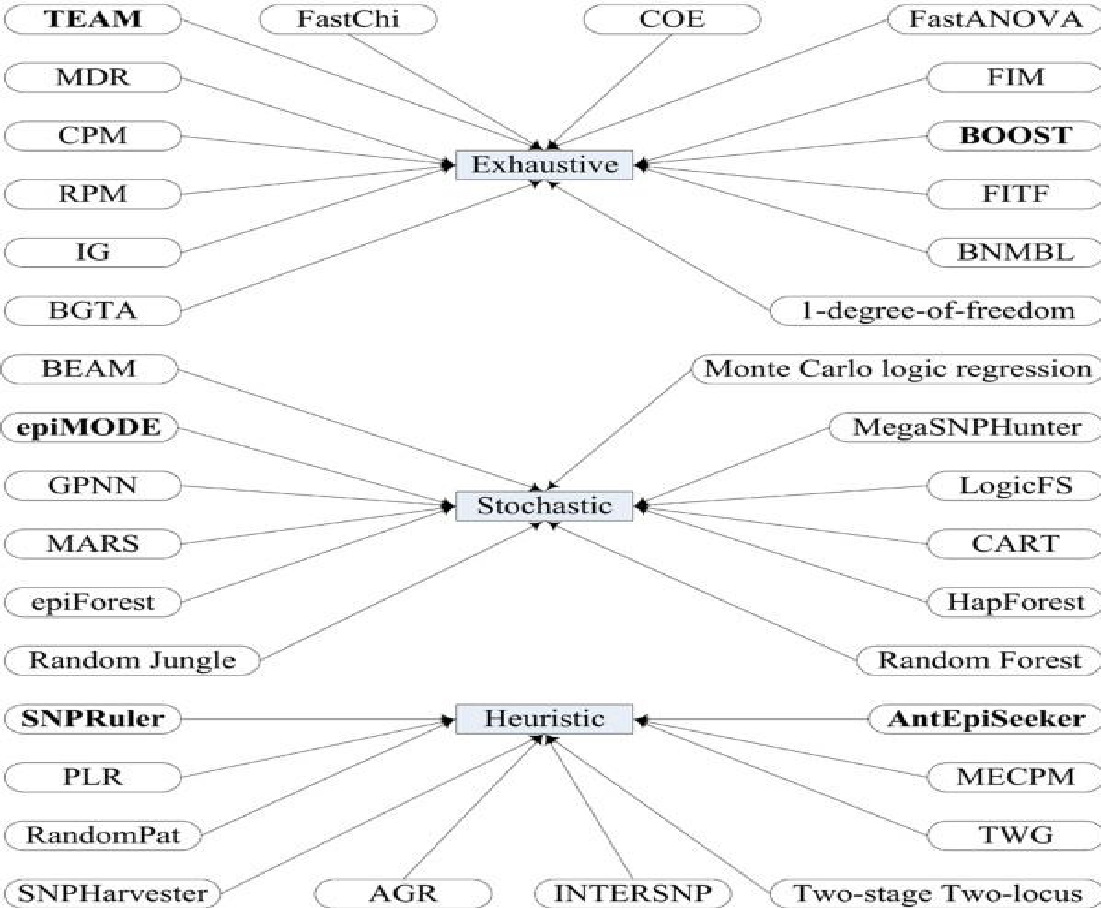 TEAM
FastChi
COE
FastANOVA
MDR
FIM
CPM
BOOST
Exhaustive
RPM
FITF
IG
BNMBL
BGTA
1-degree-of-freedom
BEAM
Monte Carlo logic regression
epiMODE
MegaSNPHunter
GPNN
LogicFS
Stochastic
MARS
CART
epiForest
HapForest
Random Jungle
Random Forest
SNPRuler
Heuristic
AntEpiSeeker
PLR
MECPM
RandomPat
TWG
SNPHarvester
AGR
INTERSNP
Two-stage Two-locus